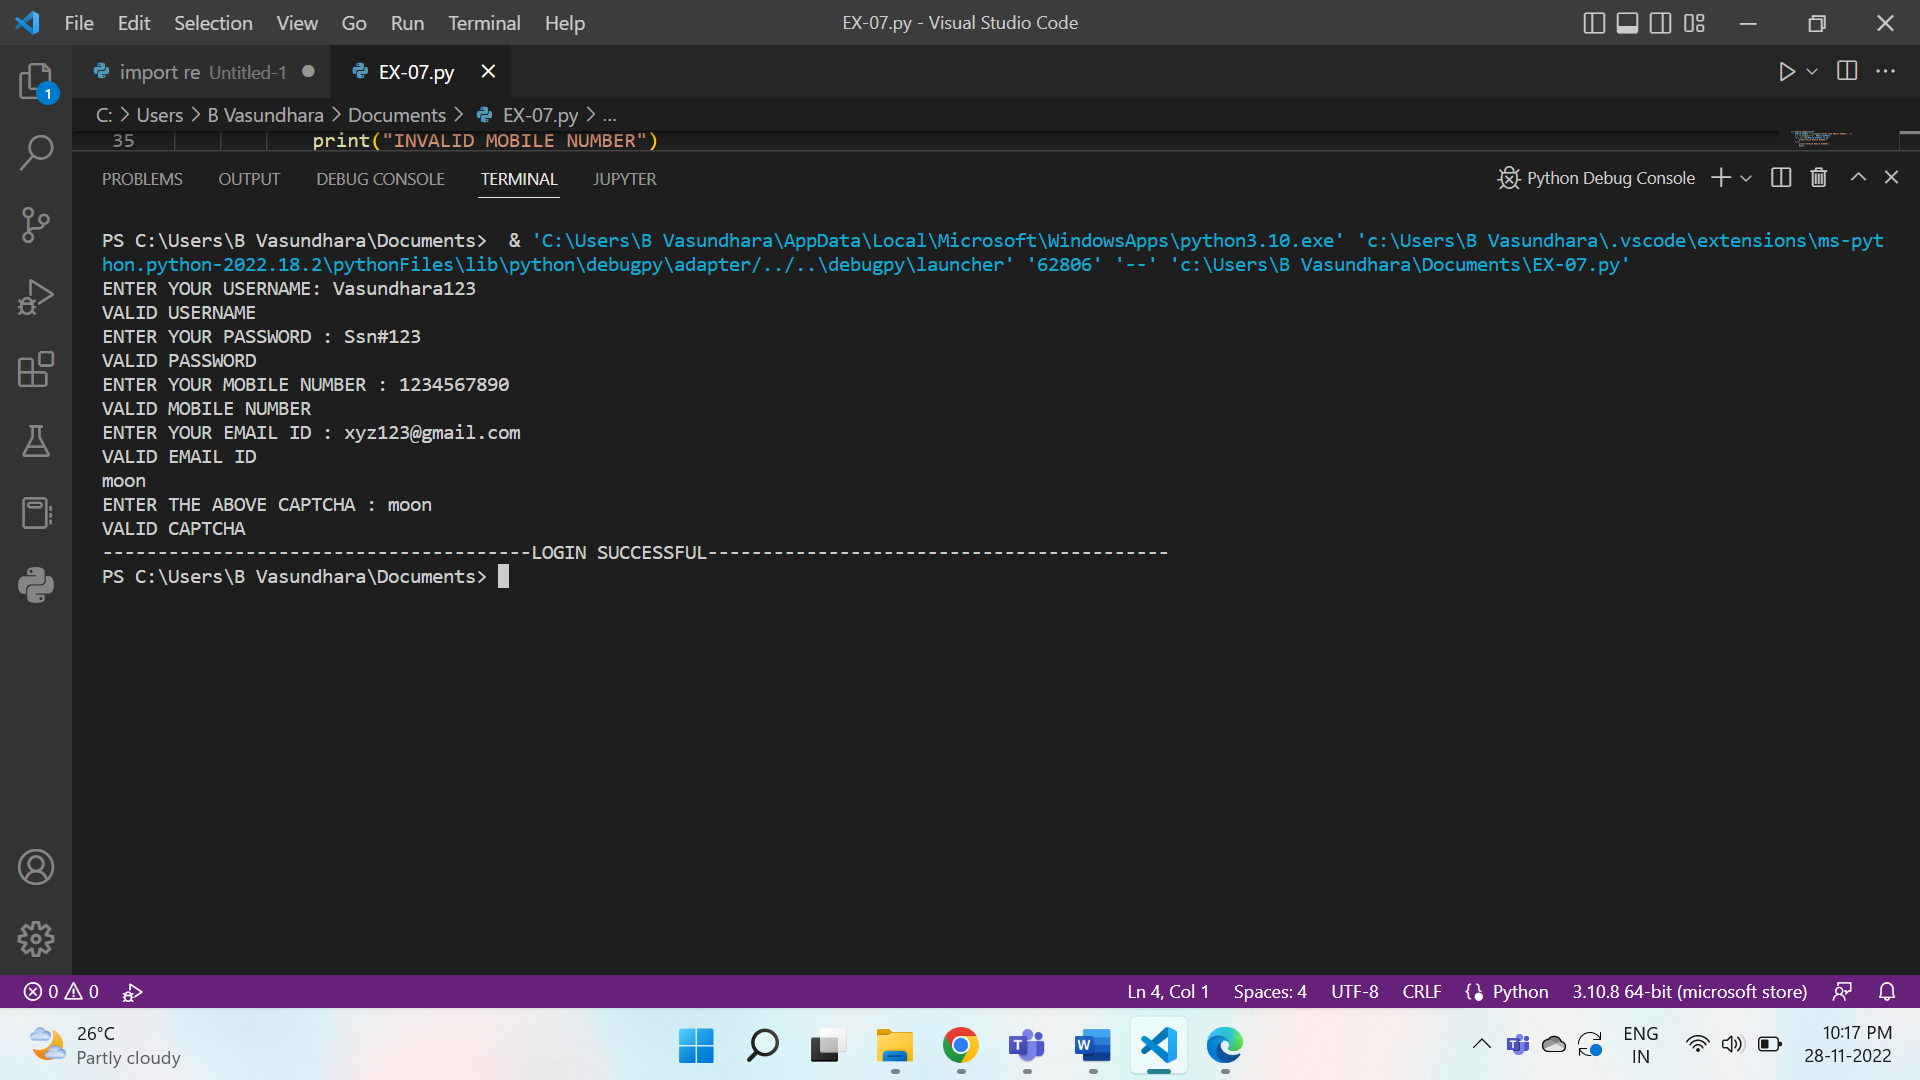 File Edit Selection View Go Run Terminal Help EX-07.py - Visual Studio Code
import re Untitled-1 EX-07.py
1
C: > Users > B Vasundhara > Documents > EX-07.py > ...
35 print("INVALID MOBILE NUMBER")
PROBLEMS OUTPUT DEBUG CONSOLE TERMINAL JUPYTER Python Debug Console
PS C:\Users\B Vasundhara\Documents>  & 'C:\Users\B Vasundhara\AppData\Local\Microsoft\WindowsApps\python3.10.exe' 'c:\Users\B Vasundhara\.vscode\extensions\ms-pyt
hon.python-2022.18.2\pythonFiles\lib\python\debugpy\adapter/../..\debugpy\launcher' '62806' '--' 'c:\Users\B Vasundhara\Documents\EX-07.py'
ENTER YOUR USERNAME: Vasundhara123
VALID USERNAME
ENTER YOUR PASSWORD : Ssn#123
VALID PASSWORD
ENTER YOUR MOBILE NUMBER : 1234567890
VALID MOBILE NUMBER
ENTER YOUR EMAIL ID : xyz123@gmail.com
VALID EMAIL ID
moon
ENTER THE ABOVE CAPTCHA : moon
VALID CAPTCHA
---------------------------------------LOGIN SUCCESSFUL------------------------------------------
PS C:\Users\B Vasundhara\Documents>
0 0 Ln 4, Col 1 Spaces: 4 UTF-8 CRLF Python 3.10.8 64-bit (microsoft store)
26°C
Partly cloudy
ENG
IN
10:17 PM
28-11-2022